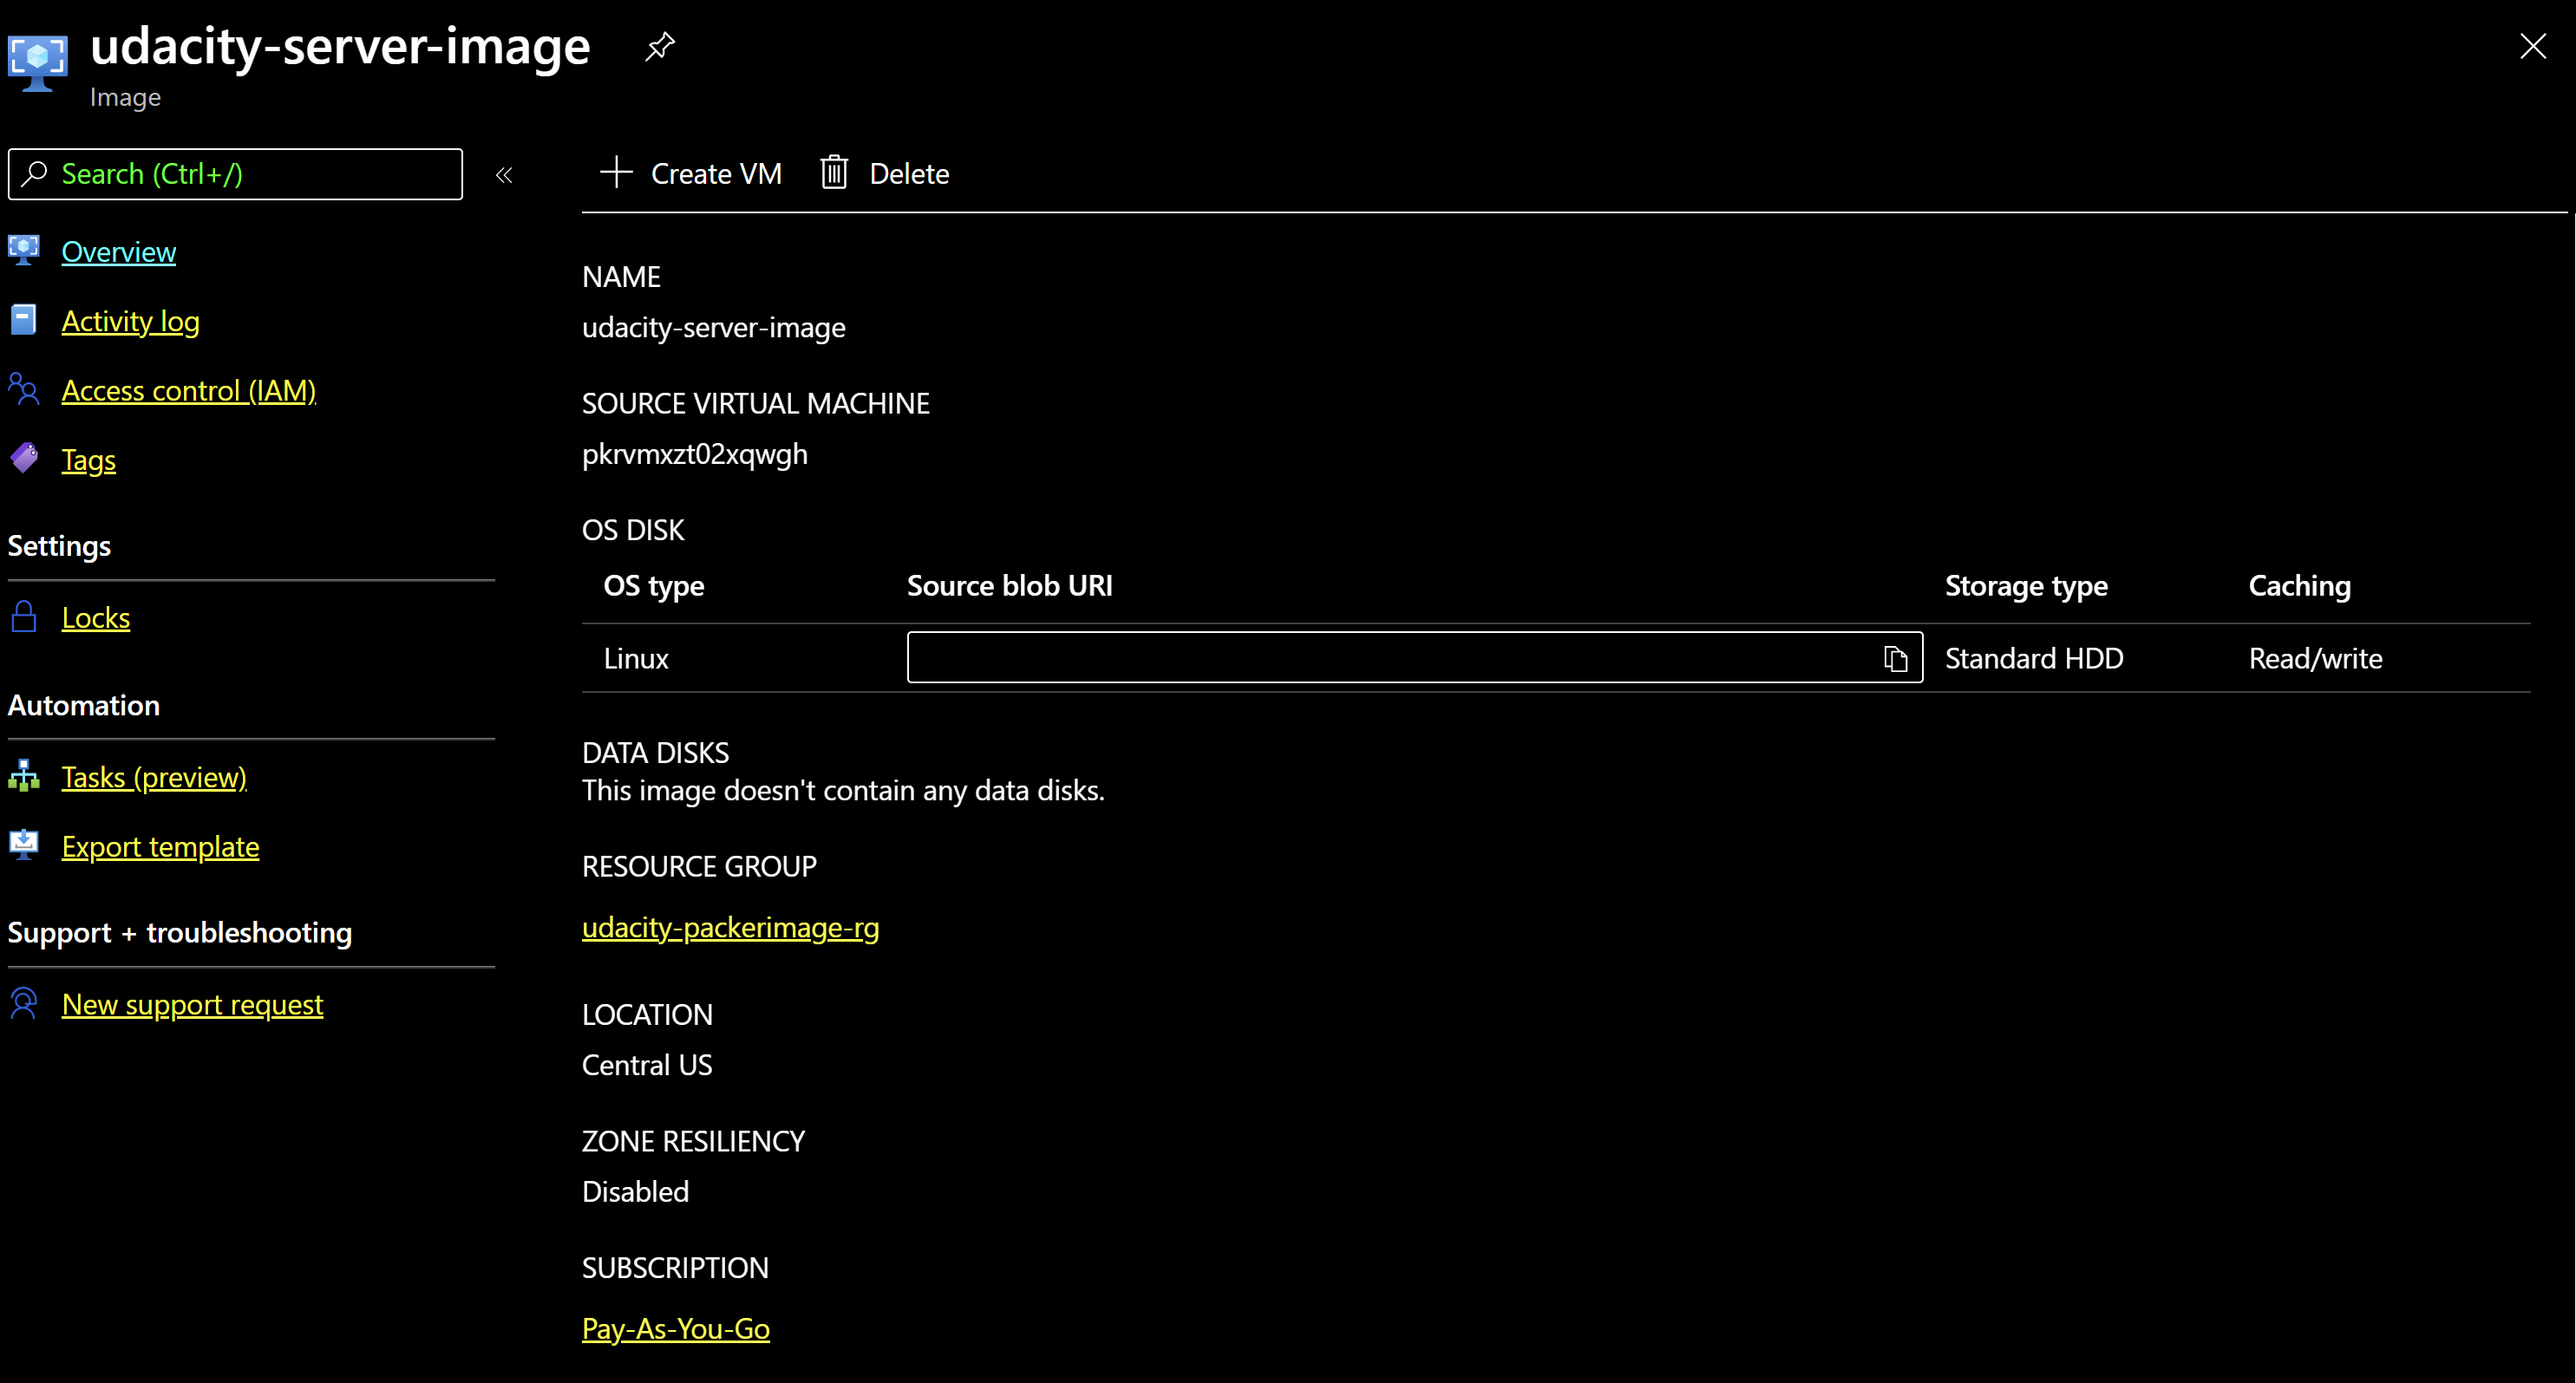 udacity-server-image
Image
Search (Ctrl+/)
«
Create VM
Delete
Overview
Activity log
Access control (IAM)
Tags
Settings
Locks
Automation
Tasks (preview)
Export template
Support + troubleshooting
New support request
NAME
udacity-server-image
SOURCE VIRTUAL MACHINE
pkrvmxzt02xqwgh
OS DISK
OS type Source blob URI Storage type Caching
Linux Standard HDD Read/write
DATA DISKS
This image doesn't contain any data disks.
RESOURCE GROUP
udacity-packerimage-rg
LOCATION
Central US
ZONE RESILIENCY
Disabled
SUBSCRIPTION
Pay-As-You-Go